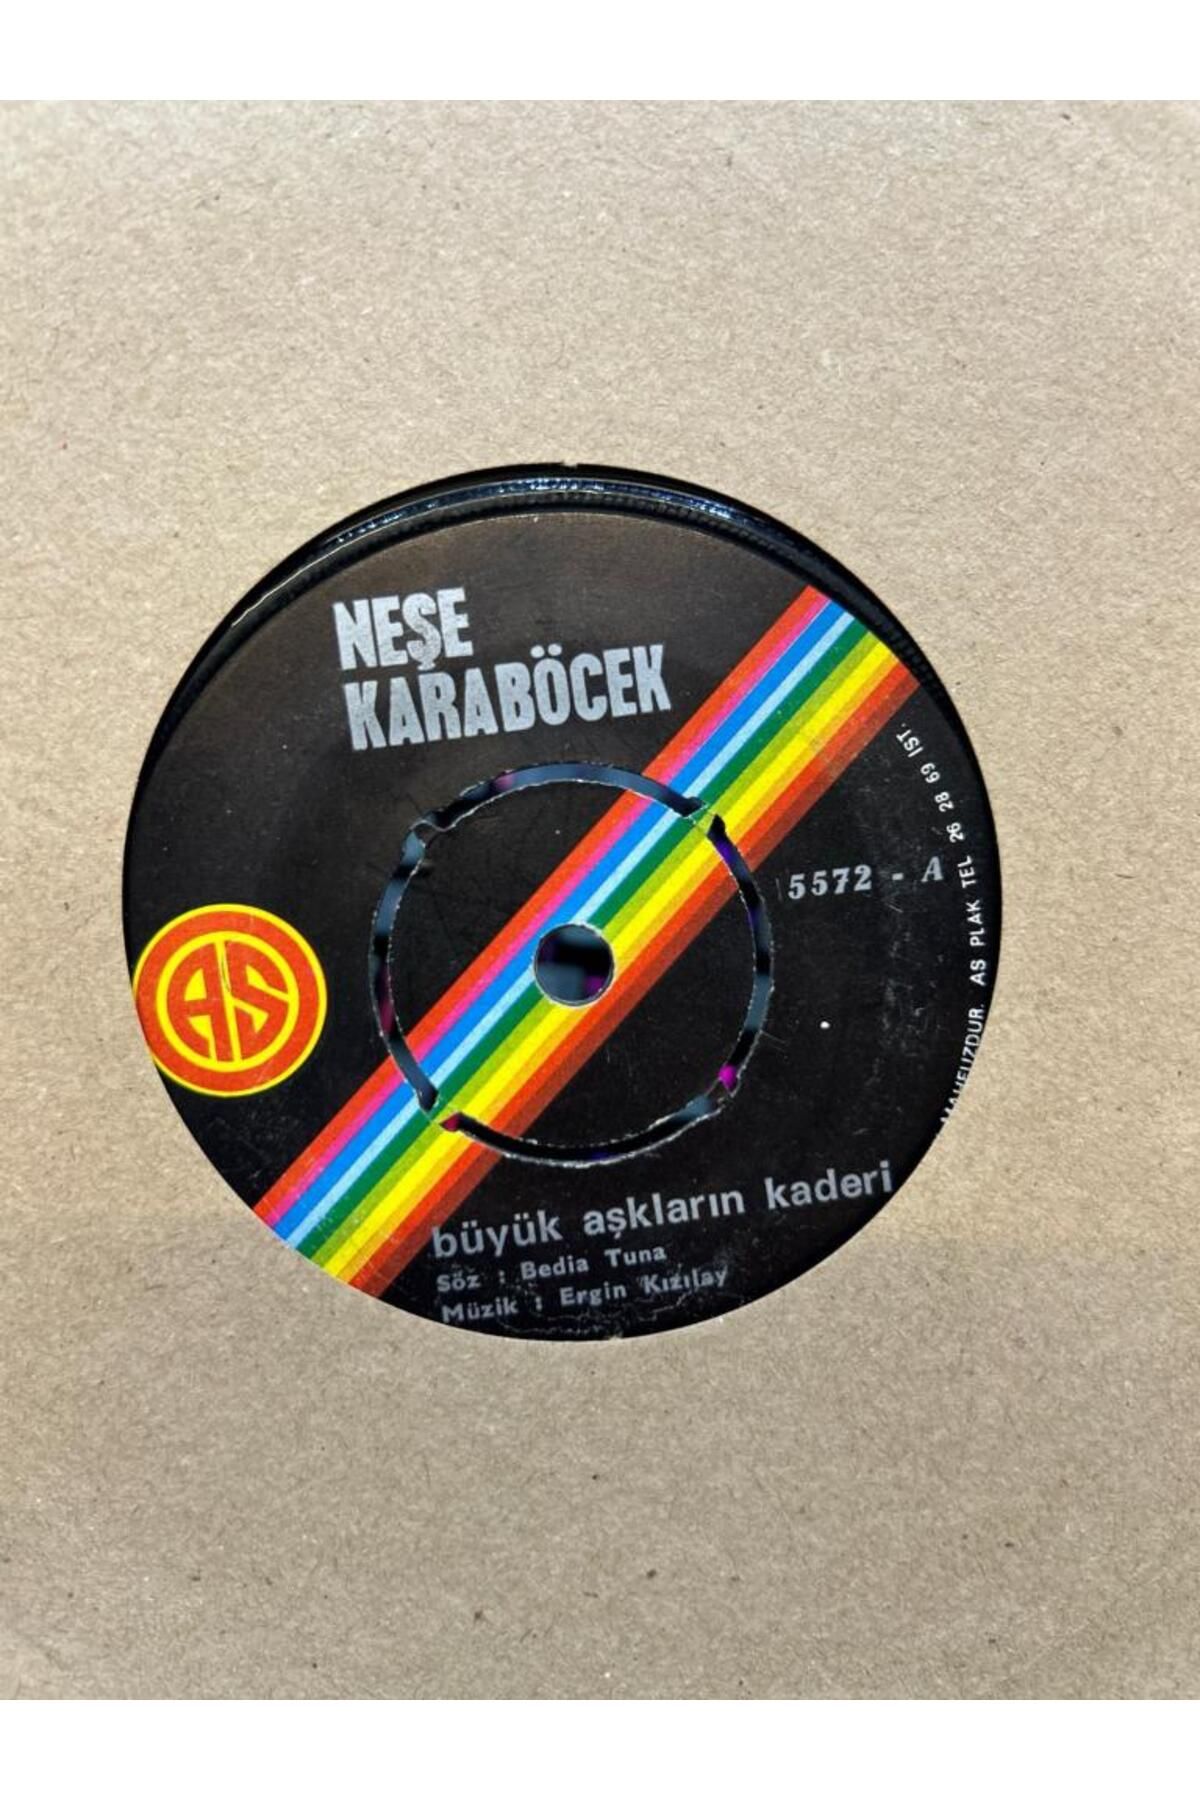 NEŞE
KARABÖCEK
5572 - A
AS
MAHFUZDUR. AS PLAK TEL 26 28 69 İST.
büyük aşkların kaderi
Söz : Bedia Tuna
Müzik : Ergin Kızılay